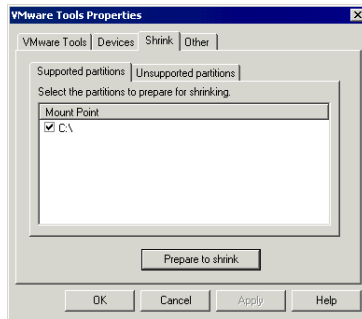 VMware Tools Properties
VMware Tools Devices Shrink Other
Supported partitions Unsupported partitions
Select the partitions to prepare for shrinking.
Mount Point
C:\
Prepare to shrink
OK Cancel Apply Help